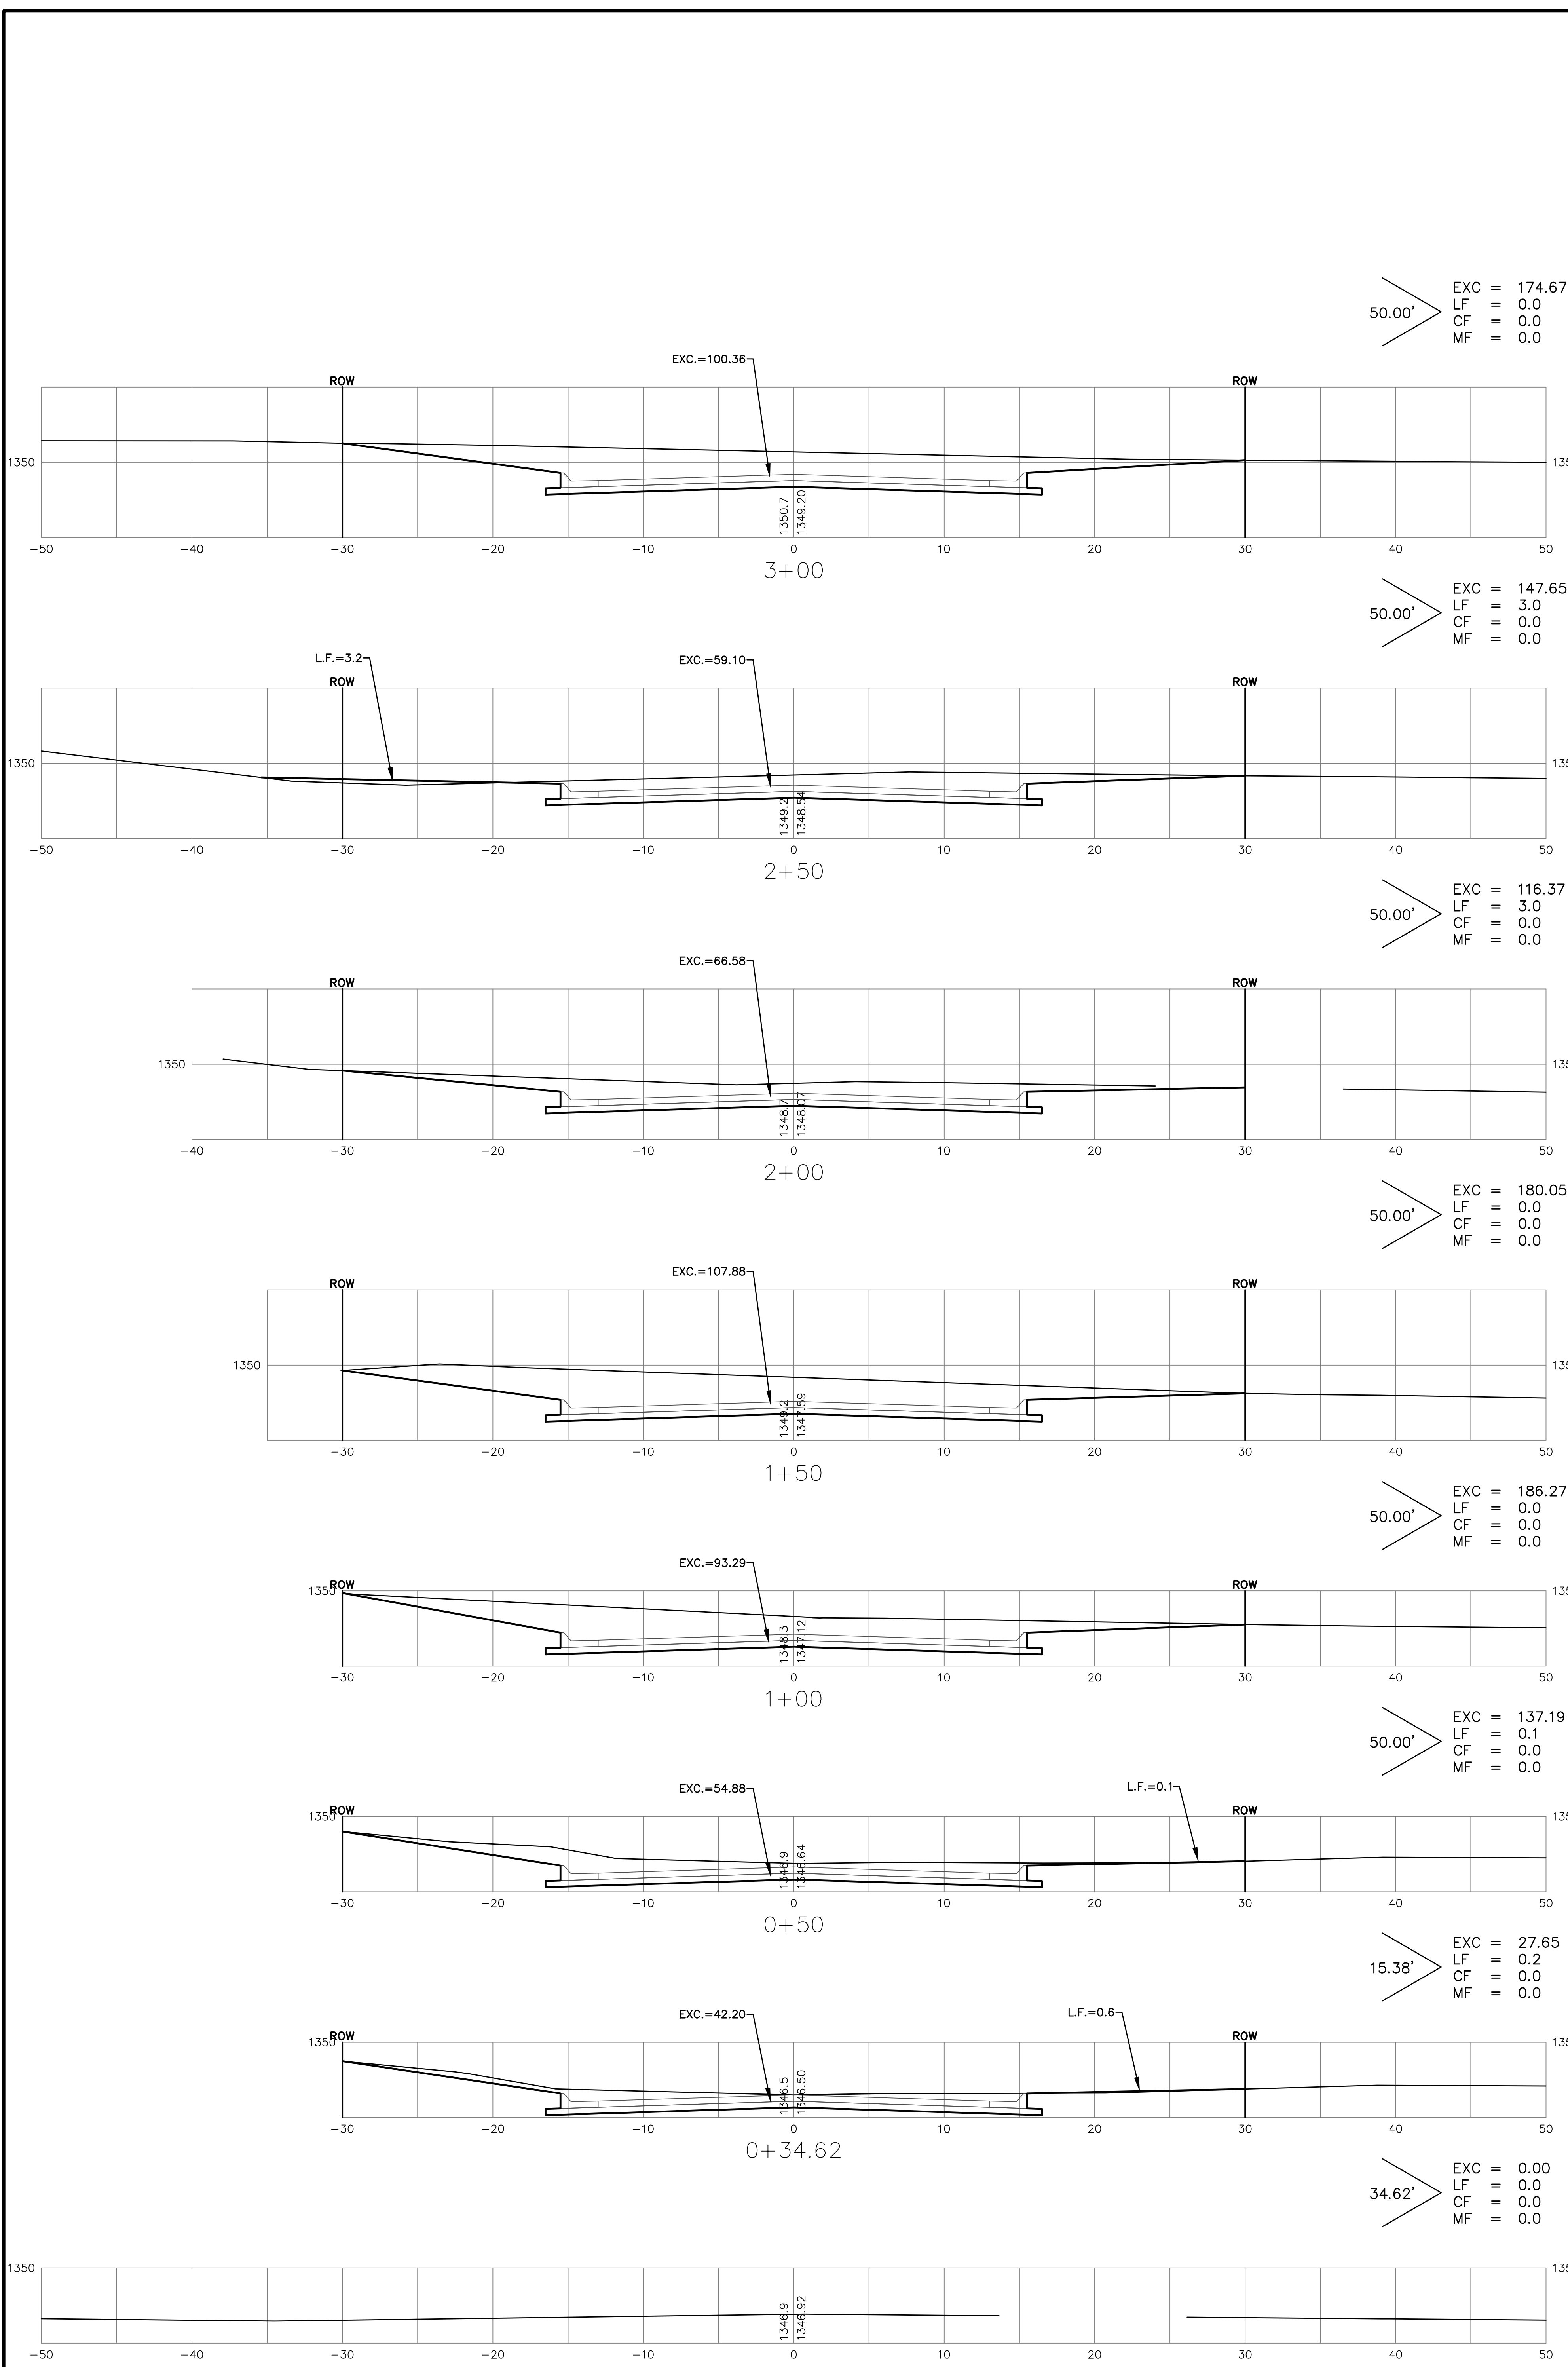 EXC = 174.67
50.00' LF = 0.0
CF = 0.0
MF = 0.0
EXC.=100.36
ROW ROW
1350
1350.7 1349.20
-50 -40 -30 -20 -10 0 10 20 30 40 50
3+00
EXC = 147.65
50.00' LF = 3.0
CF = 0.0
MF = 0.0
L.F.=3.2 EXC.=59.10
ROW ROW
1350
1349.2 1348.54
-50 -40 -30 -20 -10 0 10 20 30 40 50
2+50
EXC = 116.37
50.00' LF = 3.0
CF = 0.0
MF = 0.0
EXC.=66.58
ROW ROW
1350
1348.7 1348.07
-40 -30 -20 -10 0 10 20 30 40 50
2+00
EXC = 180.05
50.00' LF = 0.0
CF = 0.0
MF = 0.0
EXC.=107.88
ROW ROW
1350
1349.2 1347.59
-30 -20 -10 0 10 20 30 40 50
1+50
EXC = 186.27
50.00' LF = 0.0
CF = 0.0
MF = 0.0
EXC.=93.29
1350 ROW ROW
1348.3 1347.12
-30 -20 -10 0 10 20 30 40 50
1+00
EXC = 137.19
50.00' LF = 0.1
CF = 0.0
MF = 0.0
EXC.=54.88 L.F.=0.1
1350 ROW ROW
1346.9 1346.64
-30 -20 -10 0 10 20 30 40 50
0+50
EXC = 27.65
15.38' LF = 0.2
CF = 0.0
MF = 0.0
EXC.=42.20 L.F.=0.6
1350 ROW ROW
1346.5 1346.50
-30 -20 -10 0 10 20 30 40 50
0+34.62
EXC = 0.00
34.62' LF = 0.0
CF = 0.0
MF = 0.0
1350
1346.9 1346.92
-50 -40 -30 -20 -10 0 10 20 30 40 50